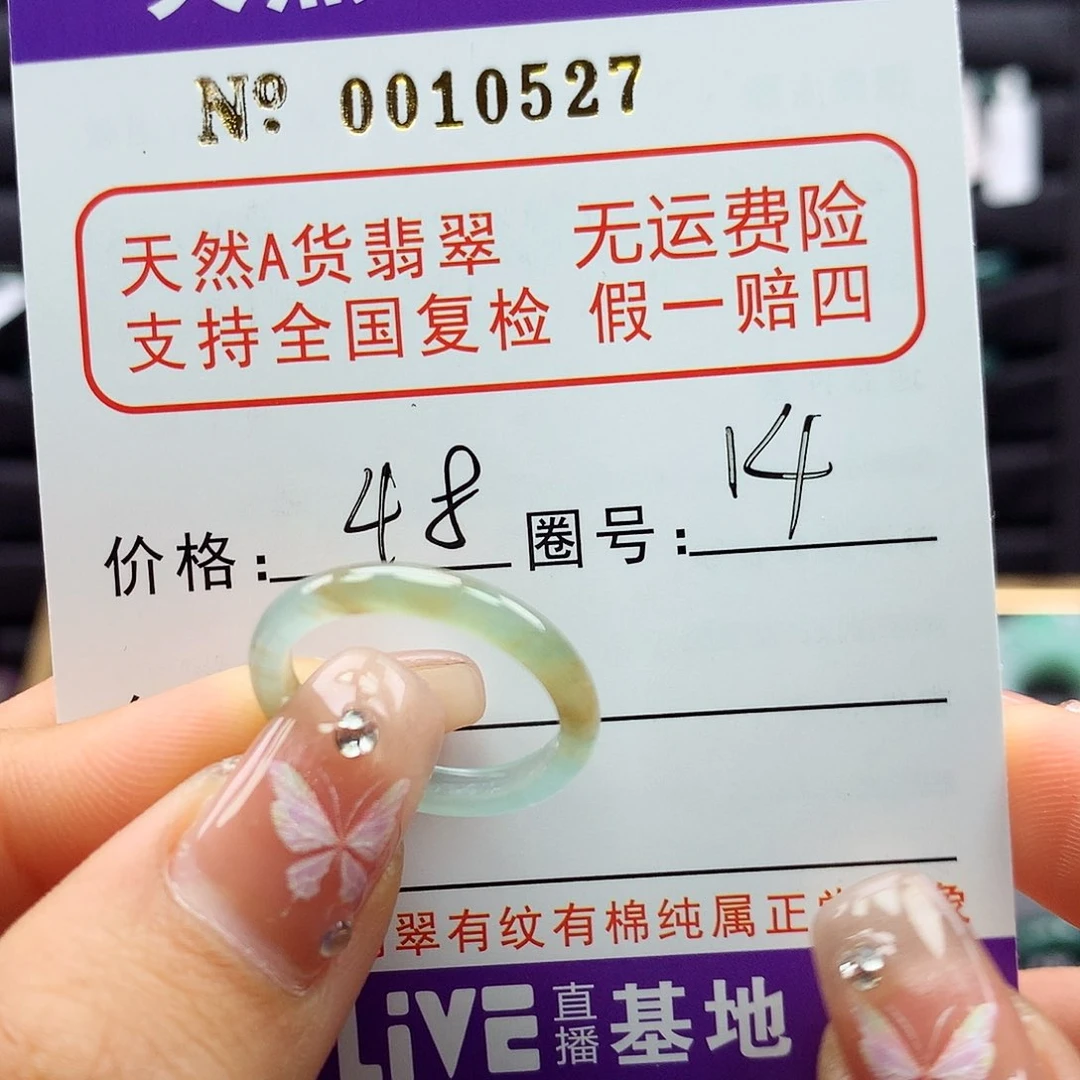 天然
Nº 0010527
天然A货翡翠 无运费险
支持全国复检 假一赔四
价格: 48 圈号: 14
翠有纹有棉纯属正
LiVE 直播 基地